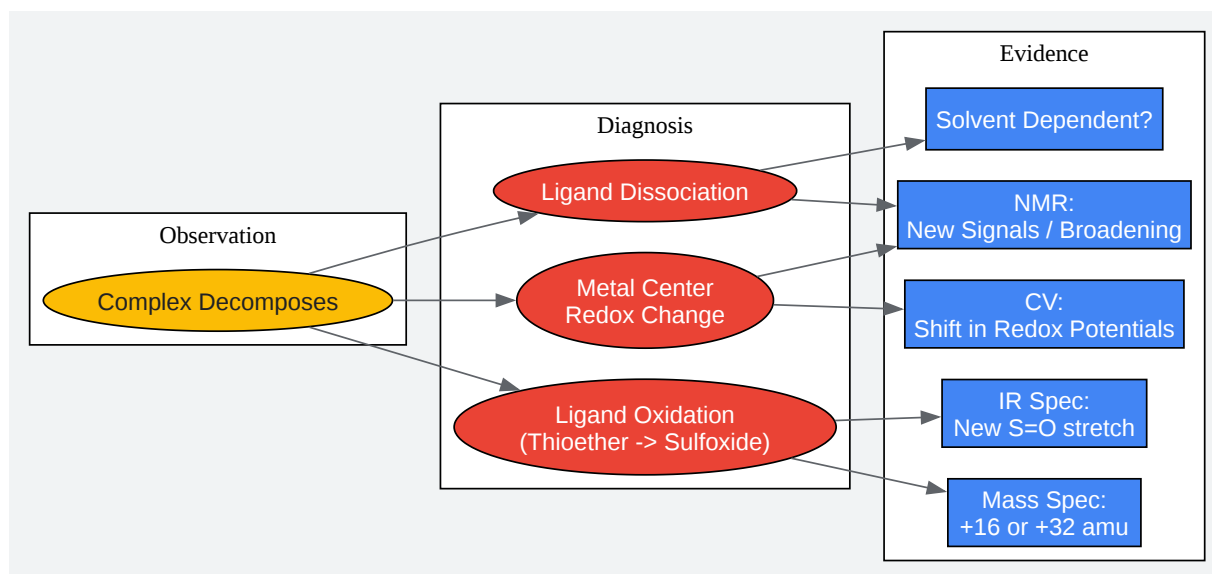 Observation
Complex Decomposes
Diagnosis
Ligand Dissociation
Metal Center
Redox Change
Ligand Oxidation
(Thioether -> Sulfoxide)
Evidence
Solvent Dependent?
NMR:
New Signals / Broadening
CV:
Shift in Redox Potentials
IR Spec:
New S=O stretch
Mass Spec:
+16 or +32 amu